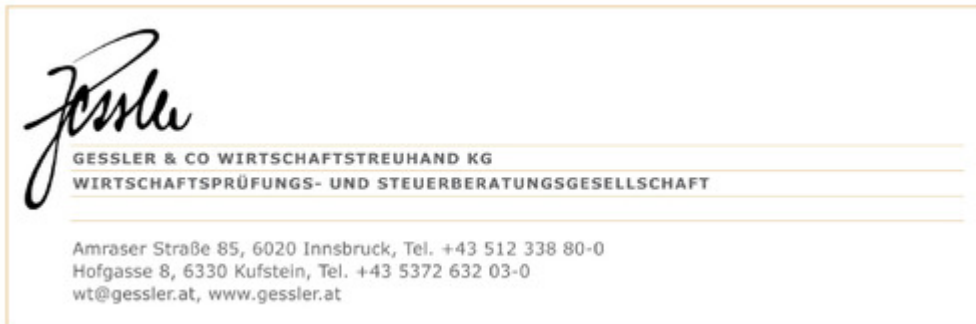 Gessler
GESSLER & CO WIRTSCHAFTSTREUHAND KG
WIRTSCHAFTSPRÜFUNGS- UND STEUERBERATUNGSGESELLSCHAFT
Amraser Straße 85, 6020 Innsbruck, Tel. +43 512 338 80-0
Hofgasse 8, 6330 Kufstein, Tel. +43 5372 632 03-0
wt@gessler.at, www.gessler.at